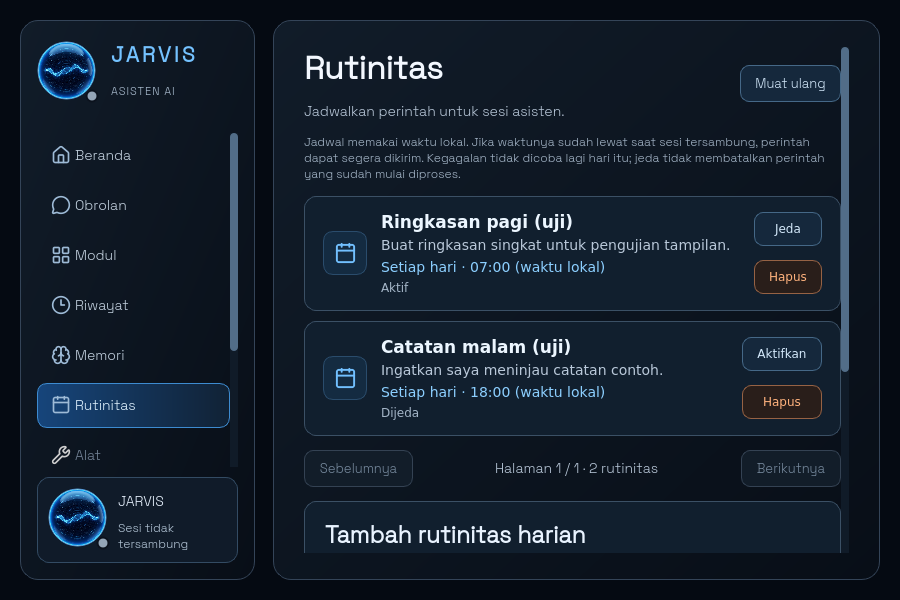 JARVIS
ASISTEN AI
Beranda
Obrolan
Modul
Riwayat
Memori
Rutinitas
Alat
JARVIS
Sesi tidak
tersambung
Rutinitas
Muat ulang
Jadwalkan perintah untuk sesi asisten.
Jadwal memakai waktu lokal. Jika waktunya sudah lewat saat sesi tersambung, perintah
dapat segera dikirim. Kegagalan tidak dicoba lagi hari itu; jeda tidak membatalkan perintah
yang sudah mulai diproses.
Ringkasan pagi (uji)
Buat ringkasan singkat untuk pengujian tampilan.
Setiap hari · 07:00 (waktu lokal)
Aktif
Jeda
Hapus
Catatan malam (uji)
Ingatkan saya meninjau catatan contoh.
Setiap hari · 18:00 (waktu lokal)
Dijeda
Aktifkan
Hapus
Sebelumnya
Halaman 1 / 1 · 2 rutinitas
Berikutnya
Tambah rutinitas harian